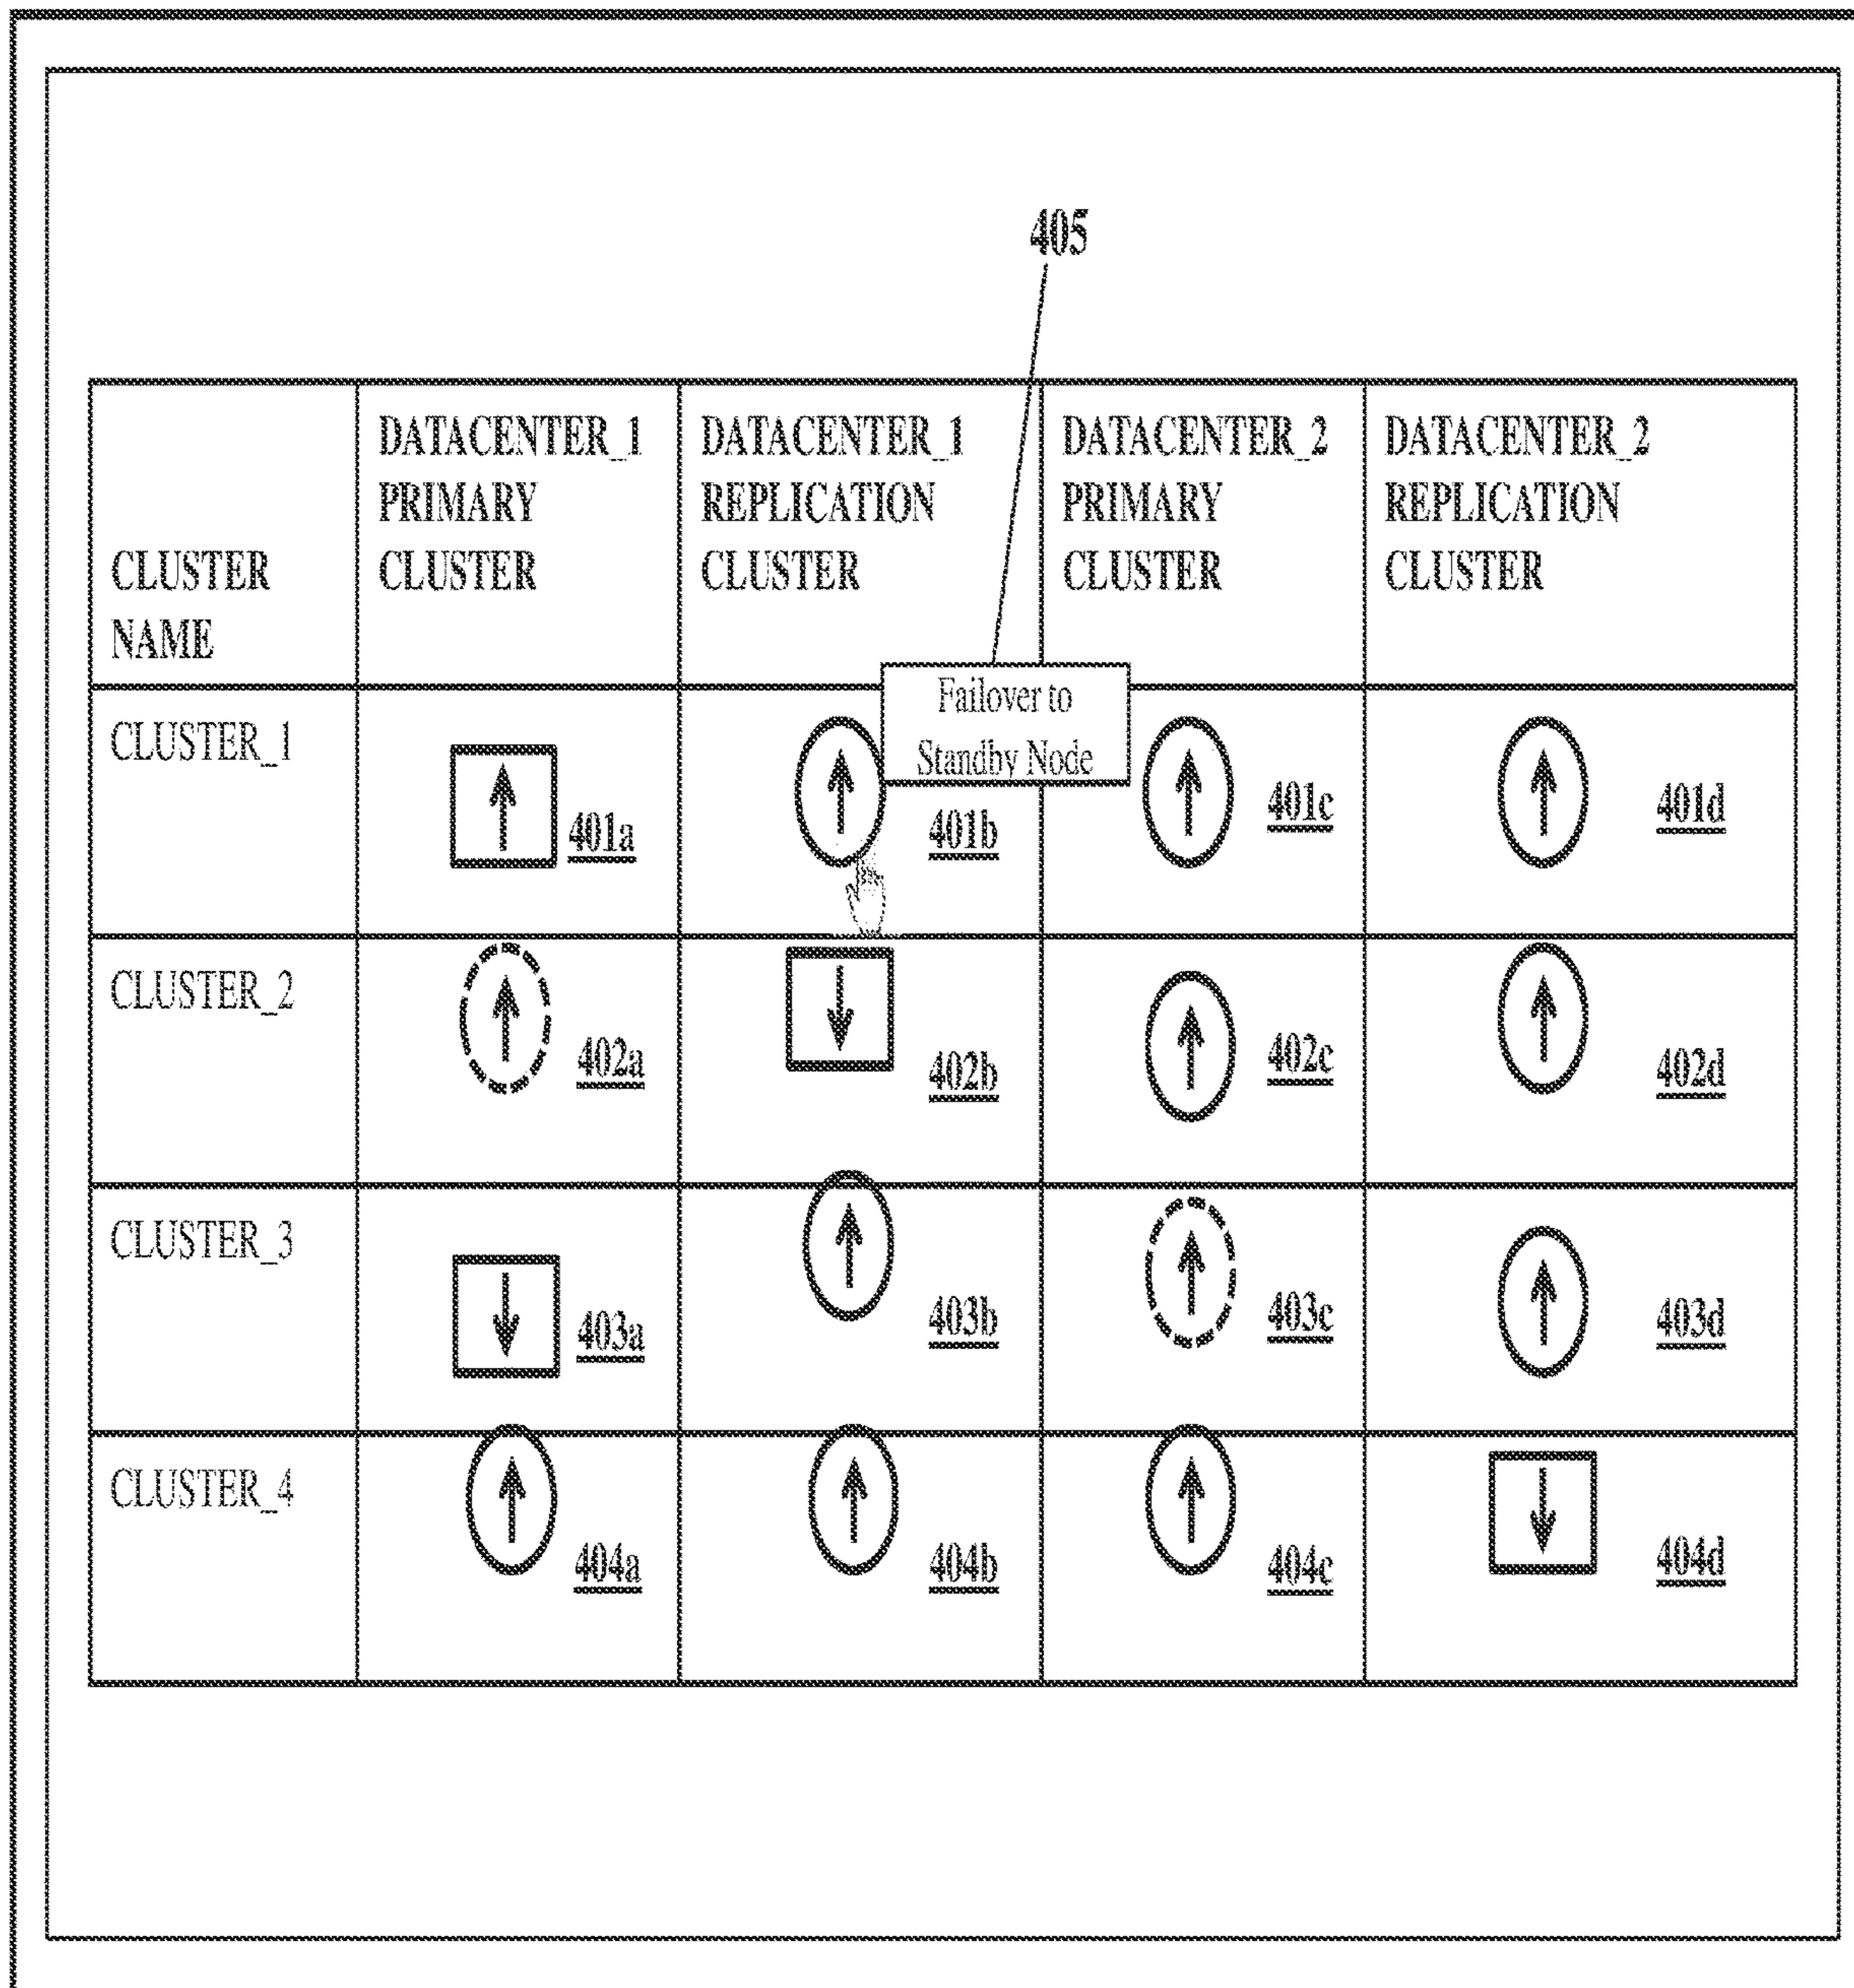 405
CLUSTER
NAME
DATACENTER_1
PRIMARY
CLUSTER
DATACENTER_1
REPLICATION
CLUSTER
DATACENTER_2
PRIMARY
CLUSTER
DATACENTER_2
REPLICATION
CLUSTER
Failover to
Standby Node
CLUSTER_1
401a
401b
401c
401d
CLUSTER_2
402a
402b
402c
402d
CLUSTER_3
403a
403b
403c
403d
CLUSTER_4
404a
404b
404c
404d